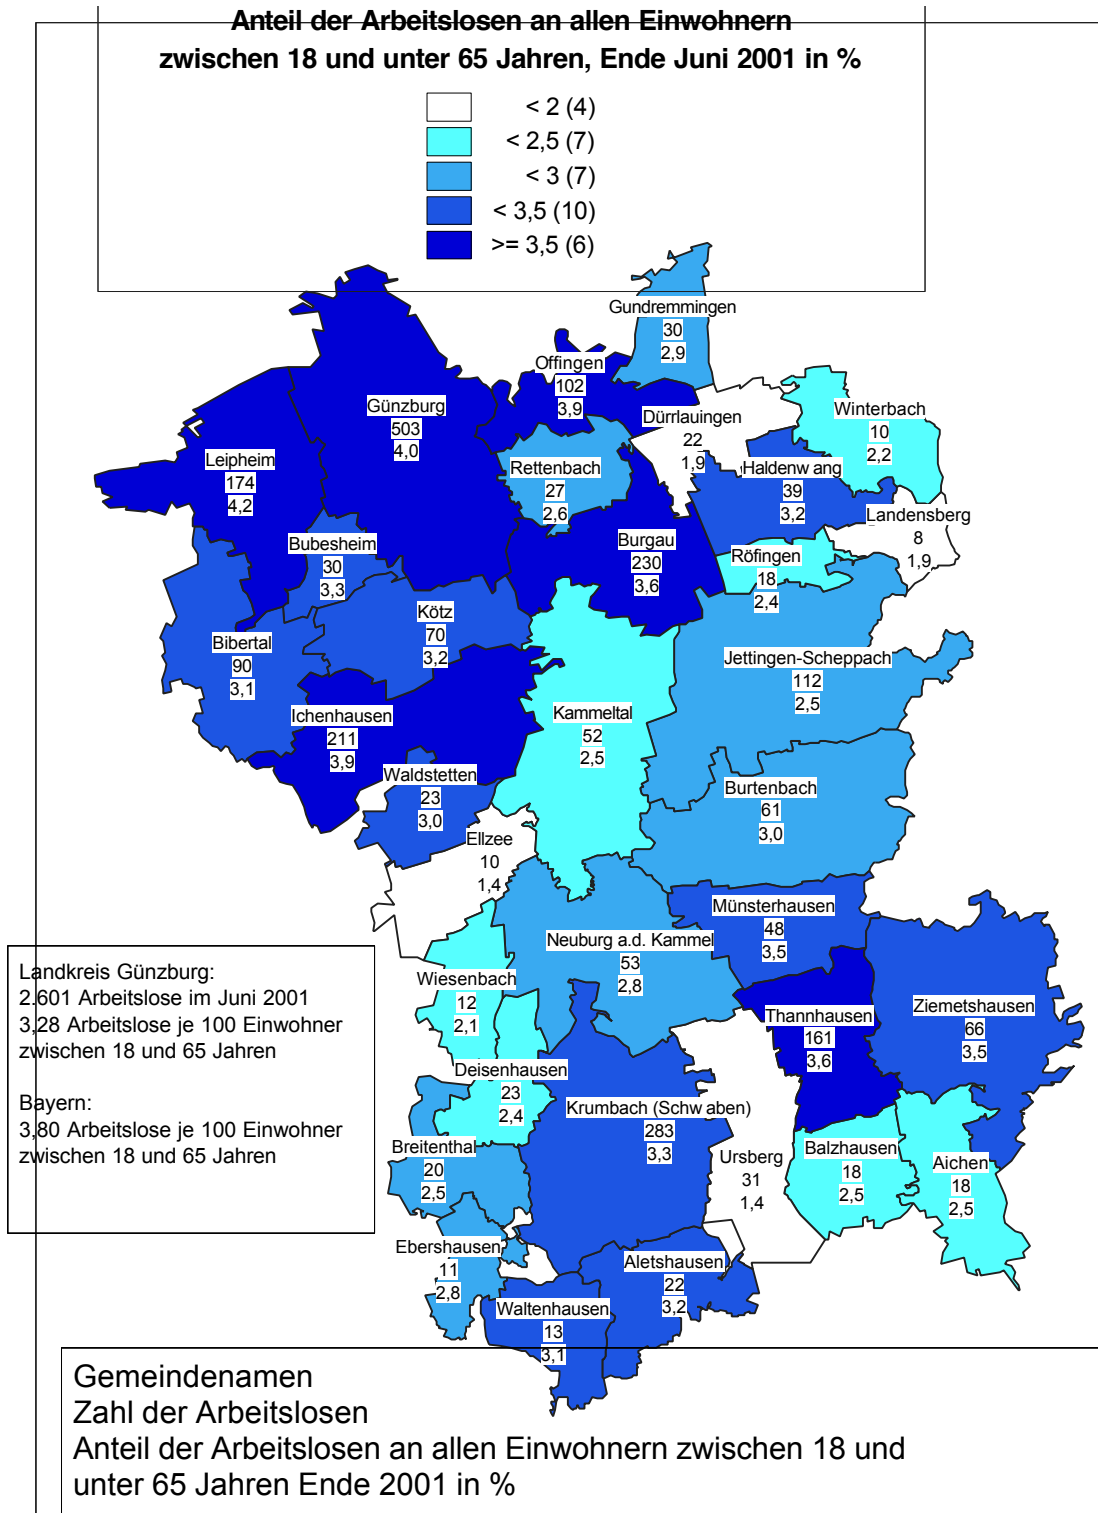 Anteil der Arbeitslosen an allen Einwohnern
zwischen 18 und unter 65 Jahren, Ende Juni 2001 in %
< 2 (4)
< 2,5 (7)
< 3 (7)
< 3,5 (10)
>= 3,5 (6)
Gundremmingen
30
2,9
Offingen
102
3,9
Günzburg
503
4,0
Dürrlauingen
22
1,9
Winterbach
10
2,2
Leipheim
174
4,2
Rettenbach
27
2,6
Haldenwang
39
3,2
Landensberg
8
1,9
Bubesheim
30
3,3
Burgau
230
3,6
Röfingen
18
2,4
Kötz
70
3,2
Bibertal
90
3,1
Jettingen-Scheppach
112
2,5
Ichenhausen
211
3,9
Kammeltal
52
2,5
Waldstetten
23
3,0
Burtenbach
61
3,0
Ellzee
10
1,4
Münsterhausen
48
3,5
Neuburg a.d. Kammel
53
2,8
Landkreis Günzburg:
2.601 Arbeitslose im Juni 2001
3,28 Arbeitslose je 100 Einwohner
zwischen 18 und 65 Jahren
Bayern:
3,80 Arbeitslose je 100 Einwohner
zwischen 18 und 65 Jahren
Wiesenbach
12
2,1
Thannhausen
161
3,6
Ziemetshausen
66
3,5
Deisenhausen
23
2,4
Krumbach (Schwaben)
283
3,3
Breitenthal
20
2,5
Ursberg
31
1,4
Balzhausen
18
2,5
Aichen
18
2,5
Ebershausen
11
2,8
Aletshausen
22
3,2
Waltenhausen
13
3,1
Gemeindenamen
Zahl der Arbeitslosen
Anteil der Arbeitslosen an allen Einwohnern zwischen 18 und
unter 65 Jahren Ende 2001 in %